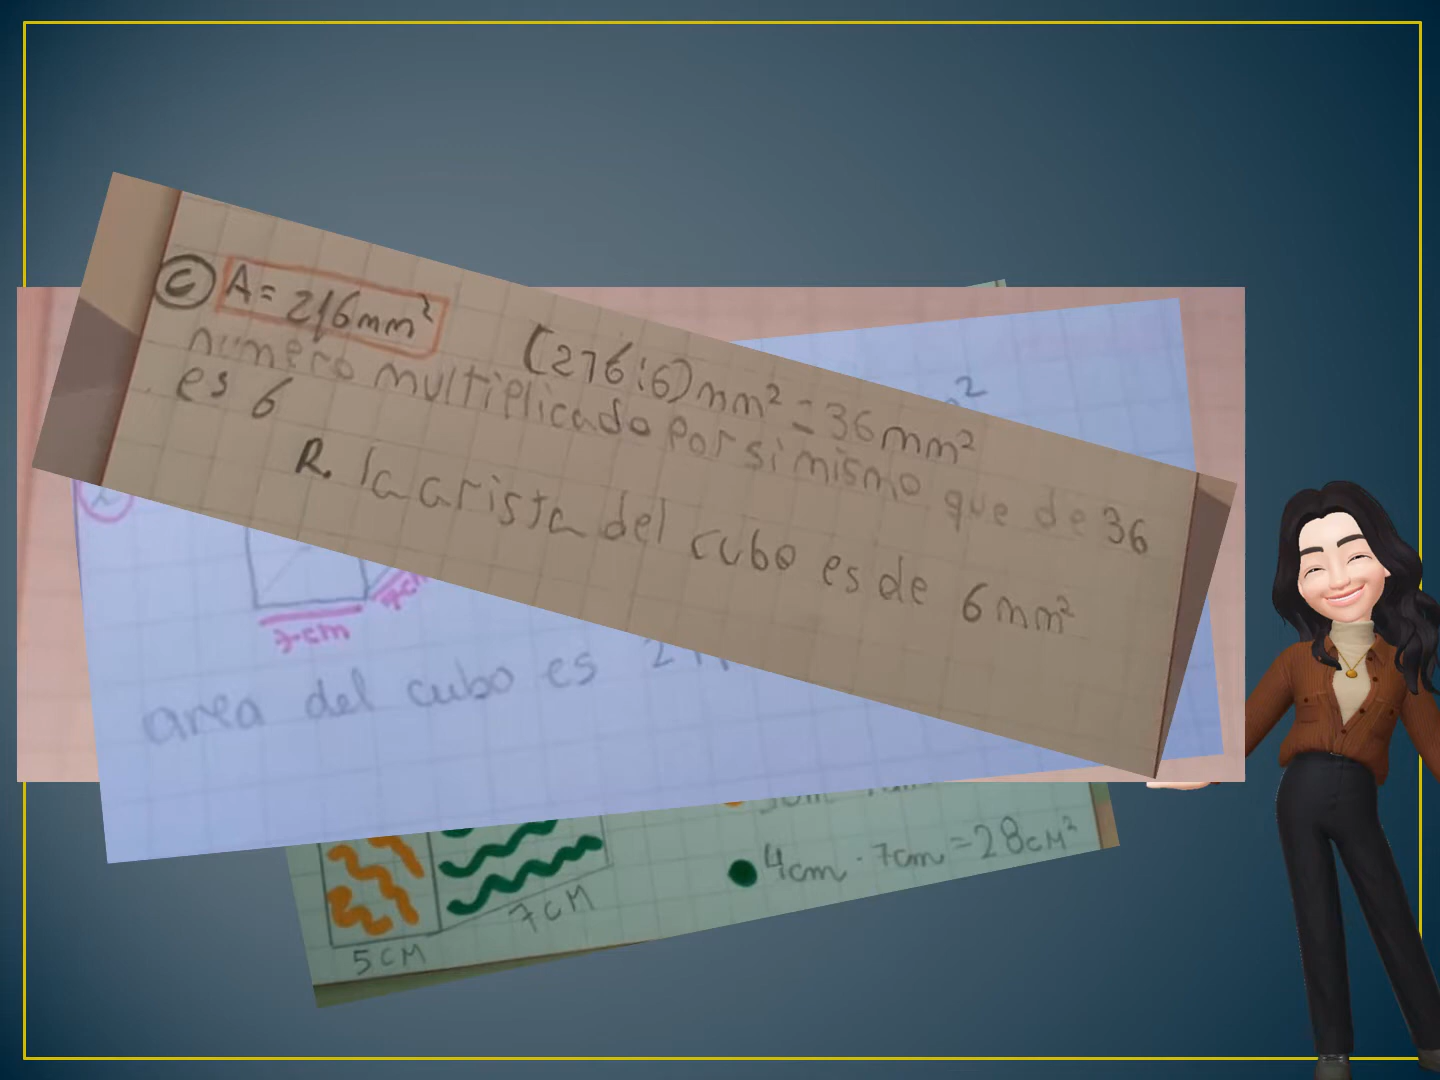 C A = 216mm²
(276:6)mm² = 36mm²
numero multiplicado por si mismo que de 36
es 6
R. la arista del cubo es de 6mm²
7cm
area del cubo es
4cm · 7cm = 28cm²
7CM
5CM